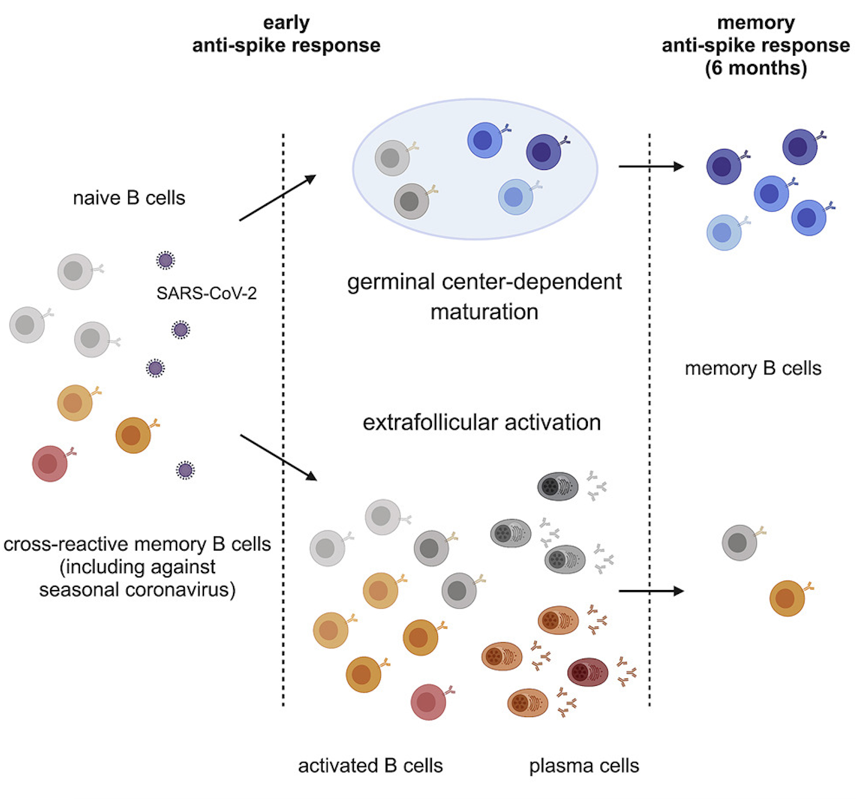 early
anti-spike response
memory
anti-spike response
(6 months)
naive B cells
SARS-CoV-2
germinal center-dependent
maturation
memory B cells
extrafollicular activation
cross-reactive memory B cells
(including against
seasonal coronavirus)
activated B cells
plasma cells